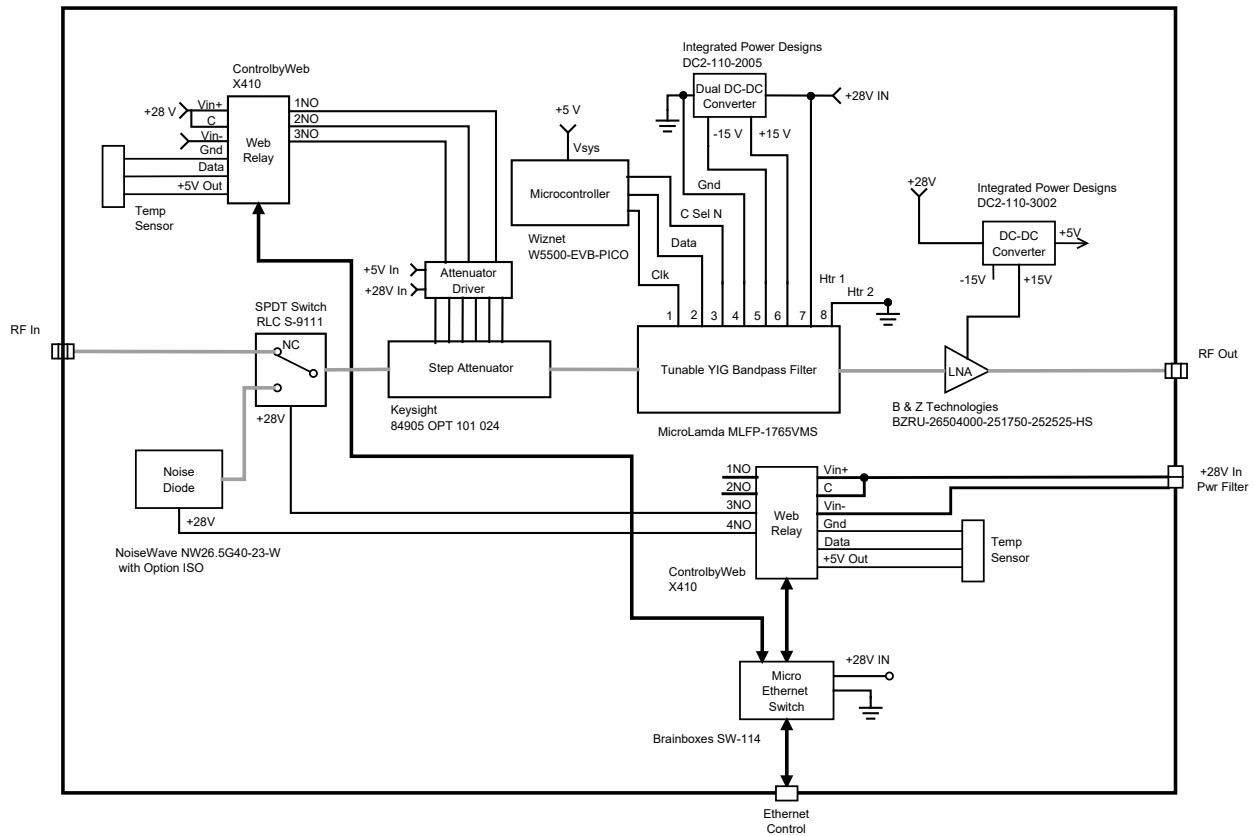 Integrated Power Designs
DC2-110-2005
Dual DC-DC
Converter
+28V IN
-15 V
+15 V
ControlbyWeb
X410
+28 V
Vin+
C
Vin-
Gnd
Data
+5V Out
Web
Relay
1NO
2NO
3NO
Temp
Sensor
+5 V
Vsys
Microcontroller
Wiznet
W5500-EVB-PICO
Gnd
C Sel N
Data
Clk
Htr 1
Htr 2
+28V
Integrated Power Designs
DC2-110-3002
DC-DC
Converter
+5V
-15V
+15V
+5V In
+28V In
Attenuator
Driver
RF In
SPDT Switch
RLC S-9111
NC
+28V
Step Attenuator
Keysight
84905 OPT 101 024
1
2
3
4
5
6
7
8
Tunable YIG Bandpass Filter
MicroLamda MLFP-1765VMS
LNA
B & Z Technologies
BZRU-26504000-251750-252525-HS
RF Out
Noise
Diode
+28V
NoiseWave NW26.5G40-23-W
with Option ISO
1NO
2NO
3NO
4NO
Web
Relay
Vin+
C
Vin-
Gnd
Data
+5V Out
Temp
Sensor
ControlbyWeb
X410
+28V In
Pwr Filter
Micro
Ethernet
Switch
+28V IN
Brainboxes SW-114
Ethernet
Control